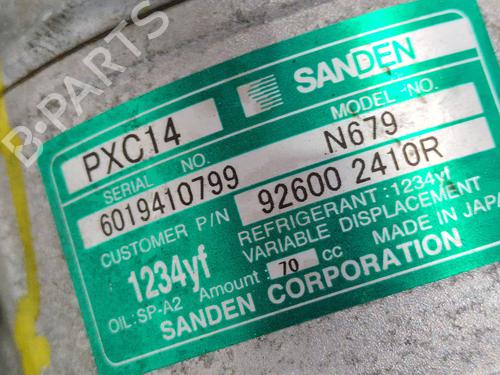 B-PARTS
SANDEN
PXC14
MODEL NO.
N679
SERIAL NO.
6019410799
92600 2410R
CUSTOMER P/N
REFRIGERANT:1234yf
VARIABLE DISPLACEMENT
1234yf
OIL:SP-A2 Amount: 70 cc
MADE IN JAPA
SANDEN CORPORATION